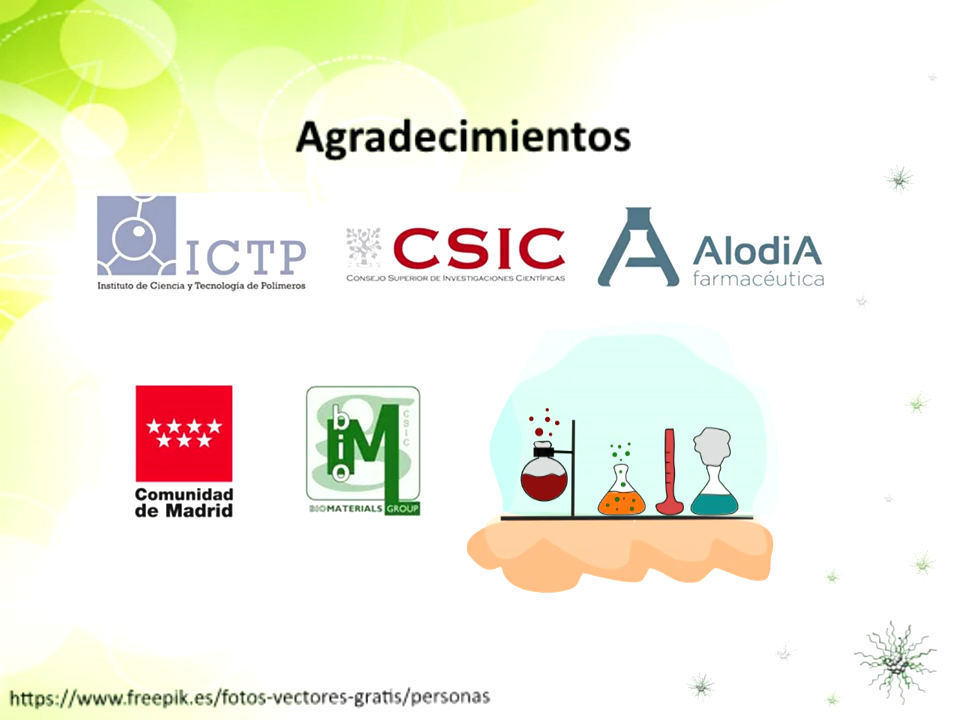 Agradecimientos
ICTP
Instituto de Ciencia y Tecnología de Polímeros
CSIC
CONSEJO SUPERIOR DE INVESTIGACIONES CIENTÍFICAS
AlodiA
farmacéutica
Comunidad
de Madrid
bio
M
CSIC
BIOMATERIALS GROUP
https://www.freepik.es/fotos-vectores-gratis/personas